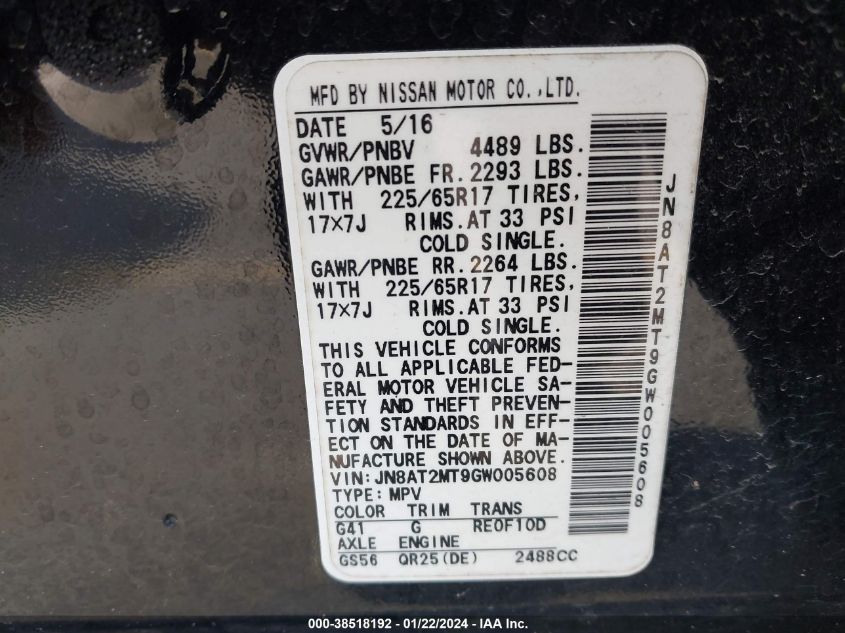 MFD BY NISSAN MOTOR CO.,LTD.
DATE 5/16
GVWR/PNBV 4489 LBS.
GAWR/PNBE FR.2293 LBS.
WITH 225/65R17 TIRES,
17×7J RIMS.AT 33 PSI
COLD SINGLE.
GAWR/PNBE RR.2264 LBS.
WITH 225/65R17 TIRES,
17×7J RIMS.AT 33 PSI
COLD SINGLE.
THIS VEHICLE CONFORMS
TO ALL APPLICABLE FED-
ERAL MOTOR VEHICLE SA-
FETY AND THEFT PREVEN-
TION STANDARDS IN EFF-
ECT ON THE DATE OF MA-
NUFACTURE SHOWN ABOVE.
VIN:JN8AT2MT9GW005608
TYPE:MPV
COLOR TRIM TRANS
G41 G RE0F10D
AXLE ENGINE
GS56 QR25(DE) 2488CC
JN8AT2MT9GW005608
000-38518192 - 01/22/2024 - IAA Inc.